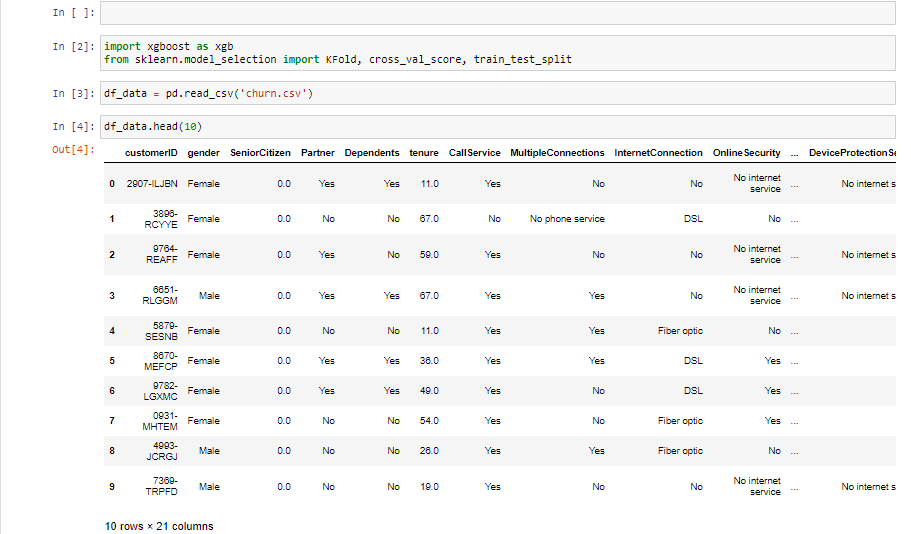 In [ ]:
In [2]: import xgboost as xgb
from sklearn.model_selection import KFold, cross_val_score, train_test_split
In [3]: df_data = pd.read_csv('churn.csv')
In [4]: df_data.head(10)
Out[4]:
customerID gender SeniorCitizen Partner Dependents tenure CallService MultipleConnections InternetConnection OnlineSecurity ... DeviceProtectionSe
0 2907-ILJBN Female 0.0 Yes Yes 11.0 Yes No No No internet service ... No internet s
1 3896-RCYYE Female 0.0 No No 67.0 No No phone service DSL No ...
2 9764-REAFF Female 0.0 Yes No 59.0 Yes No No No internet service ... No internet s
3 6651-RLGGM Male 0.0 Yes Yes 67.0 Yes Yes No No internet service ... No internet s
4 5879-SESNB Female 0.0 No No 11.0 Yes Yes Fiber optic No ...
5 8670-MEFCP Female 0.0 Yes Yes 36.0 Yes Yes DSL Yes ...
6 9782-LGXMC Female 0.0 Yes Yes 49.0 Yes No DSL Yes ...
7 0931-MHTEM Female 0.0 No No 54.0 Yes No Fiber optic Yes ...
8 4993-JCRGJ Male 0.0 No No 26.0 Yes Yes Fiber optic No ...
9 7369-TRPFD Male 0.0 No No 19.0 Yes No No No internet service ... No internet s
10 rows × 21 columns